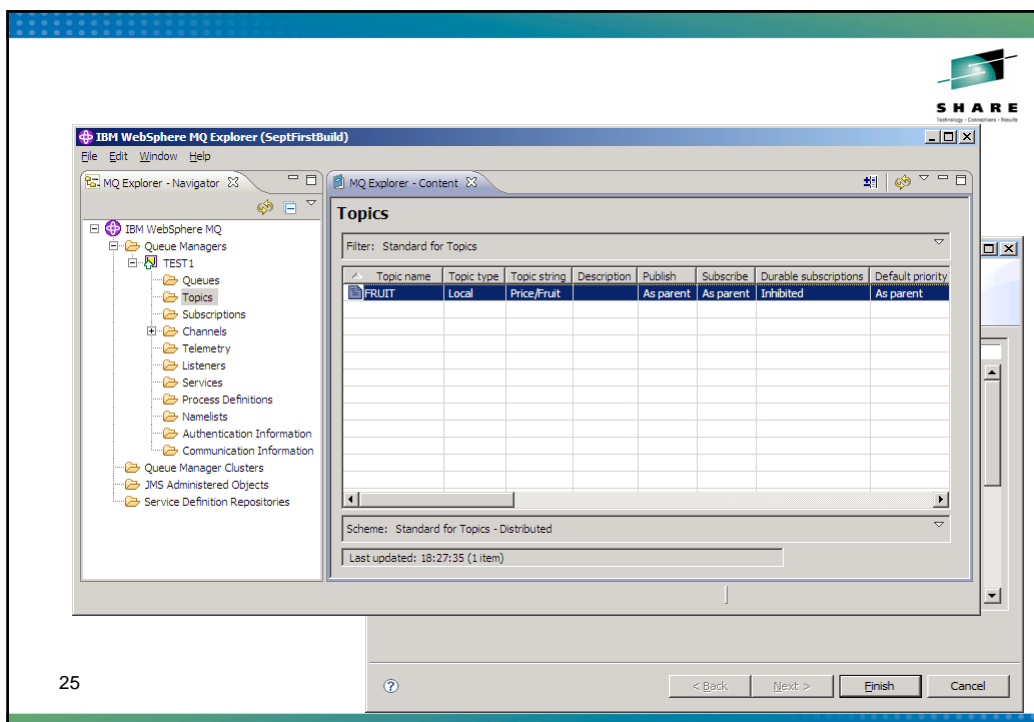 SHARE
Technology - Connections - Results
IBM WebSphere MQ Explorer (SeptFirstBuild)
File Edit Window Help
MQ Explorer - Navigator
MQ Explorer - Content
IBM WebSphere MQ
Queue Managers
TEST1
Queues
Topics
Subscriptions
Channels
Telemetry
Listeners
Services
Process Definitions
Namelists
Authentication Information
Communication Information
Queue Manager Clusters
JMS Administered Objects
Service Definition Repositories
Topics
Filter: Standard for Topics
Topic name Topic type Topic string Description Publish Subscribe Durable subscriptions Default priority
FRUIT Local Price/Fruit As parent As parent Inhibited As parent
Scheme: Standard for Topics - Distributed
Last updated: 18:27:35 (1 item)
25
? < Back Next > Finish Cancel